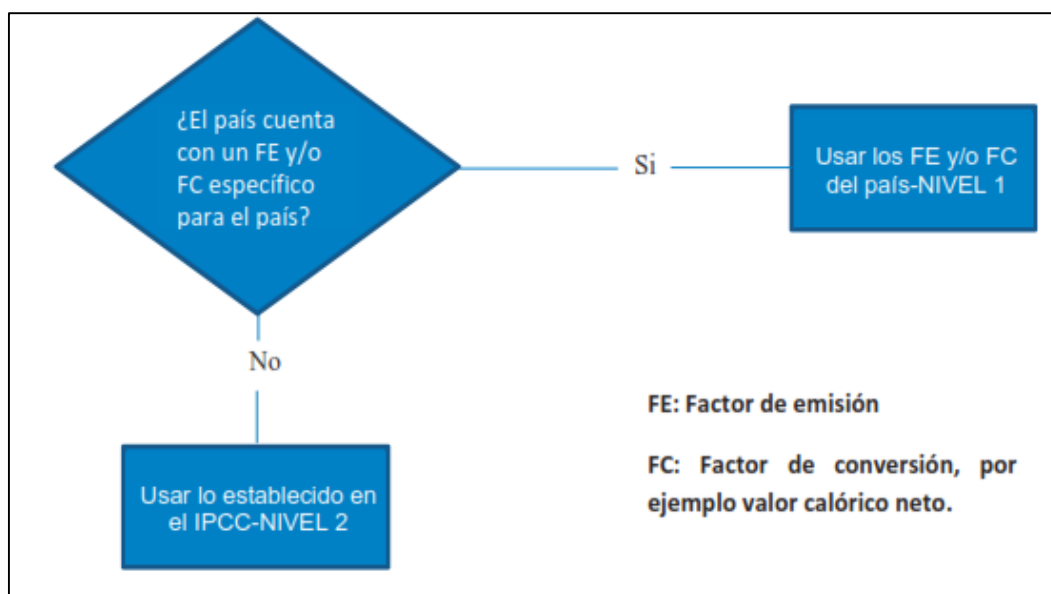 ¿El país cuenta
con un FE y/o
FC específico
para el país?
Si
Usar los FE y/o FC
del país-NIVEL 1
No
Usar lo establecido en
el IPCC-NIVEL 2
FE: Factor de emisión
FC: Factor de conversión, por
ejemplo valor calórico neto.